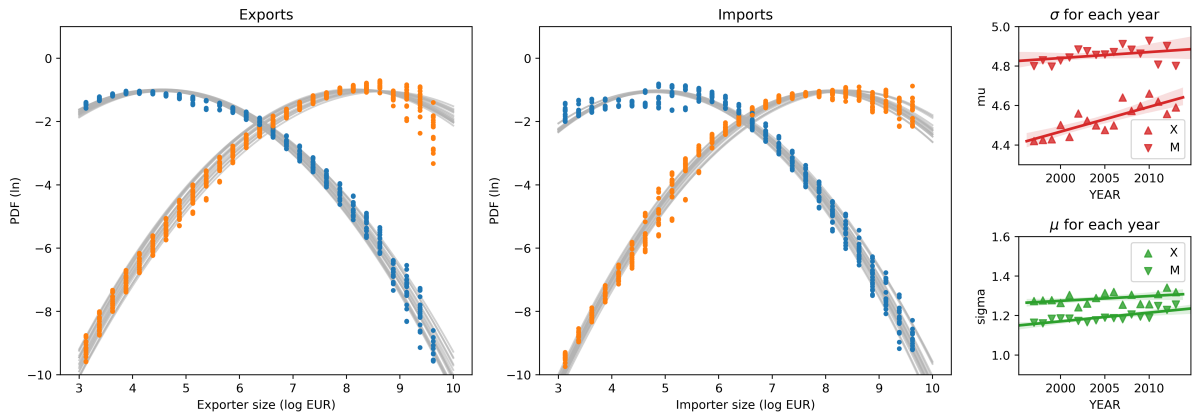 Exports
0
−2
−4
−6
−8
−10
PDF (ln)
3 4 5 6 7 8 9 10
Exporter size (log EUR)
Imports
0
−2
−4
−6
−8
−10
PDF (ln)
3 4 5 6 7 8 9 10
Importer size (log EUR)
σ for each year
5.0
4.8
4.6
4.4
mu
X
M
2000 2005 2010
YEAR
μ for each year
1.6
1.4
1.2
1.0
sigma
X
M
2000 2005 2010
YEAR